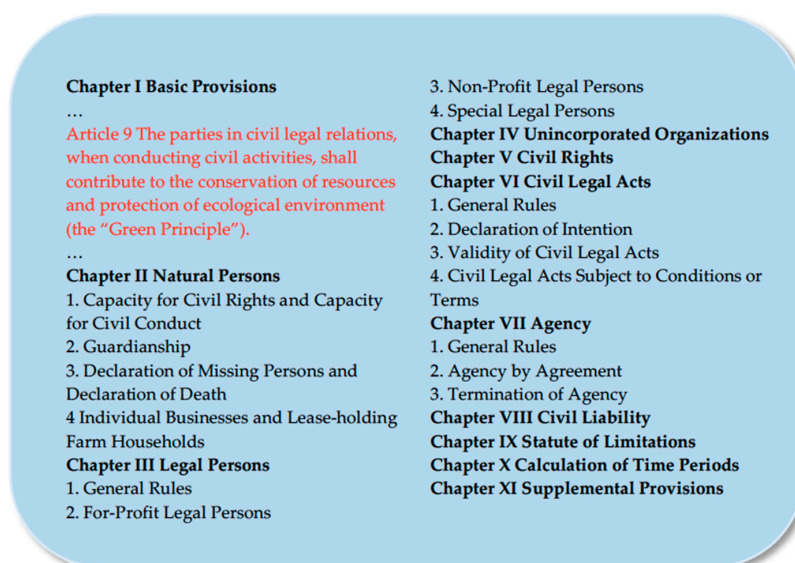 Chapter I Basic Provisions
…
Article 9 The parties in civil legal relations,
when conducting civil activities, shall
contribute to the conservation of resources
and protection of ecological environment
(the “Green Principle”).
…
Chapter II Natural Persons
1. Capacity for Civil Rights and Capacity
for Civil Conduct
2. Guardianship
3. Declaration of Missing Persons and
Declaration of Death
4 Individual Businesses and Lease-holding
Farm Households
Chapter III Legal Persons
1. General Rules
2. For-Profit Legal Persons
3. Non-Profit Legal Persons
4. Special Legal Persons
Chapter IV Unincorporated Organizations
Chapter V Civil Rights
Chapter VI Civil Legal Acts
1. General Rules
2. Declaration of Intention
3. Validity of Civil Legal Acts
4. Civil Legal Acts Subject to Conditions or
Terms
Chapter VII Agency
1. General Rules
2. Agency by Agreement
3. Termination of Agency
Chapter VIII Civil Liability
Chapter IX Statute of Limitations
Chapter X Calculation of Time Periods
Chapter XI Supplemental Provisions